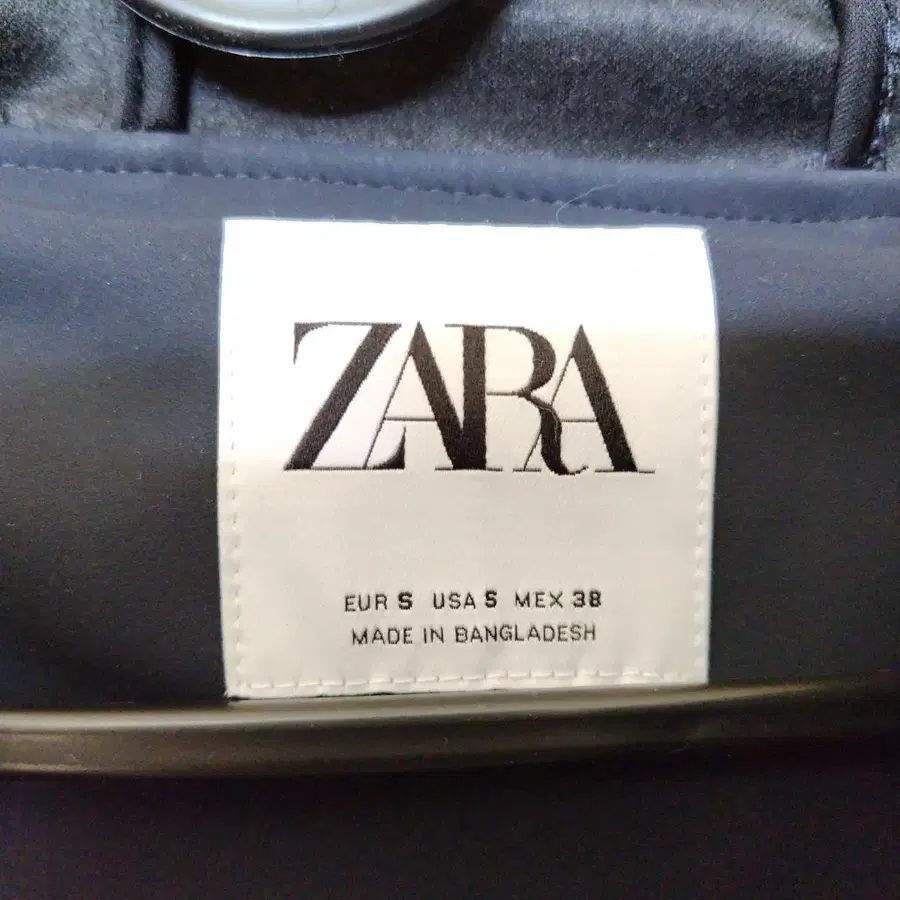 ZARA
EUR S USA S MEX 38
MADE IN BANGLADESH